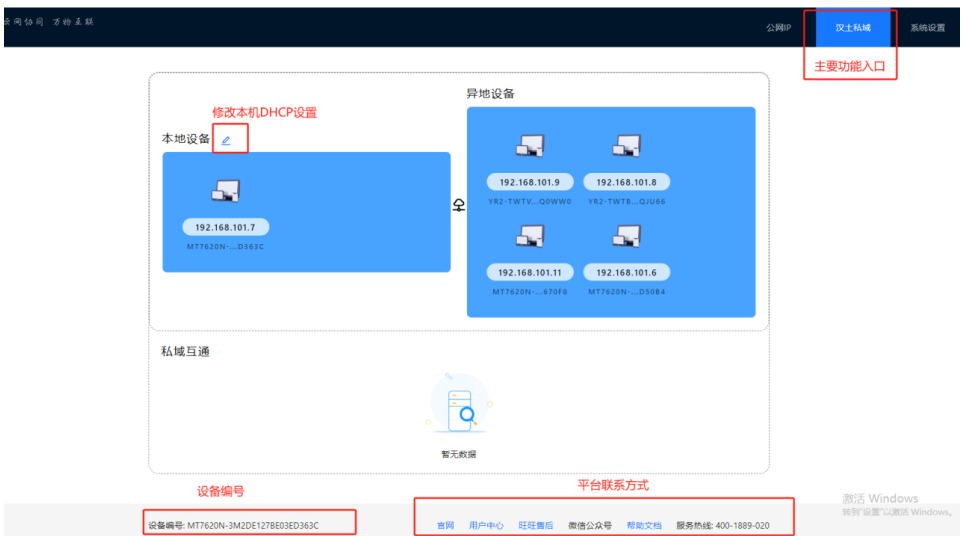 云网协同 万物互联
公网IP
汉土私域
系统设置
主要功能入口
异地设备
修改本机DHCP设置
本地设备
192.168.101.9
192.168.101.8
YR2-TWTV...Q0WW0
YR2-TWTB...QJU66
192.168.101.7
MT7620N-...D363C
192.168.101.11
192.168.101.6
MT7620N-...670F8
MT7620N-...D50B4
私域互通
暂无数据
设备编号
平台联系方式
激活 Windows
转到"设置"以激活 Windows。
设备编号: MT7620N-3M2DE127BE03ED363C
官网
用户中心
旺旺售后
微信公众号
帮助文档
服务热线: 400-1889-020